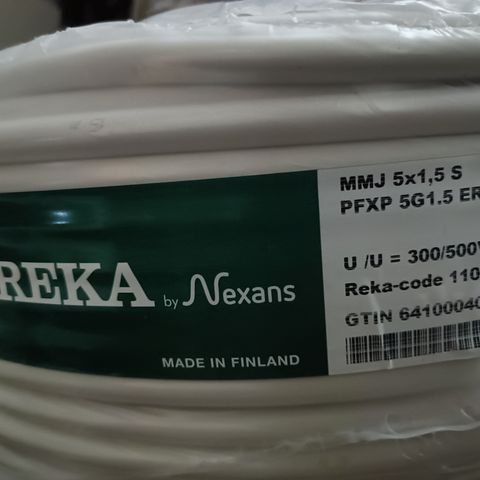 REKA by Nexans
MADE IN FINLAND
MMJ 5x1,5 S
PFXP 5G1.5 ER
U /U = 300/500V
Reka-code 110
GTIN 64100040